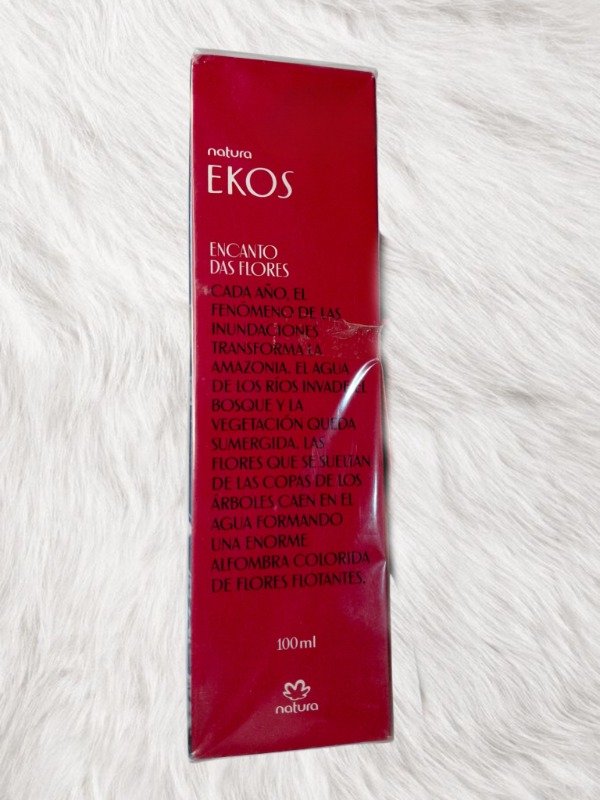 natura
EKOS
ENCANTO
DAS FLORES
CADA AÑO, EL
FENÓMENO DE LAS
INUNDACIONES
TRANSFORMA LA
AMAZONIA. EL AGUA
DE LOS RIOS INVADE EL
BOSQUE Y LA
VEGETACIÓN QUEDA
SUMERGIDA. LAS
FLORES QUE SE SUELTAN
DE LAS COPAS DE LOS
ÁRBOLES CAEN EN EL
AGUA FORMANDO
UNA ENORME
ALFOMBRA COLORIDA
DE FLORES FLOTANTES.
100ml
natura